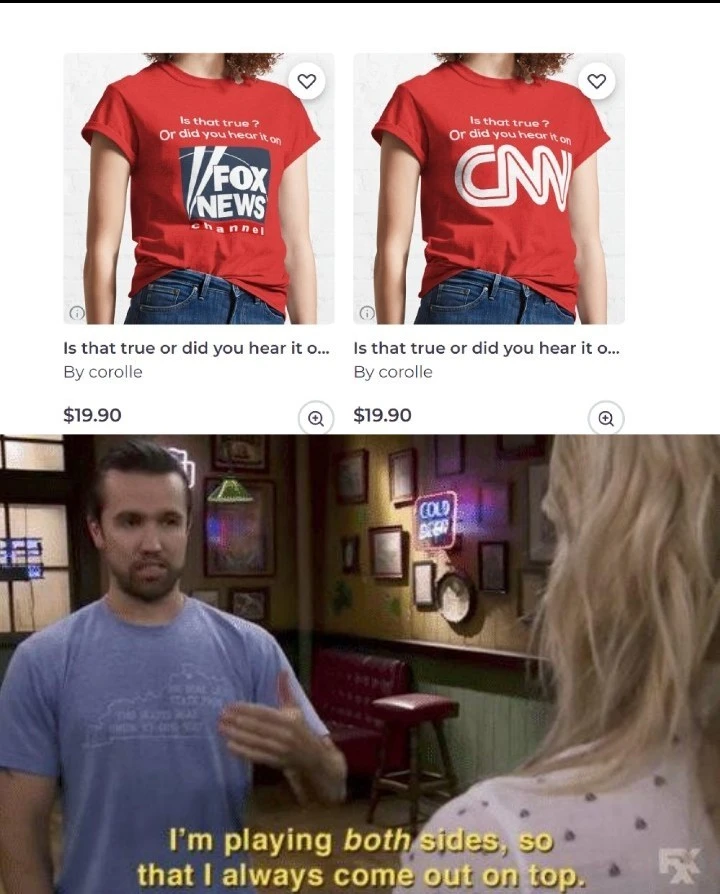 Is that true ?
Or did you hear it on
FOX
NEWS
channel
Is that true ?
Or did you hear it on
CNN
Is that true or did you hear it o...
By corolle
$19.90
Is that true or did you hear it o...
By corolle
$19.90
COLD
BEER
I'm playing both sides, so
that I always come out on top.
FXX